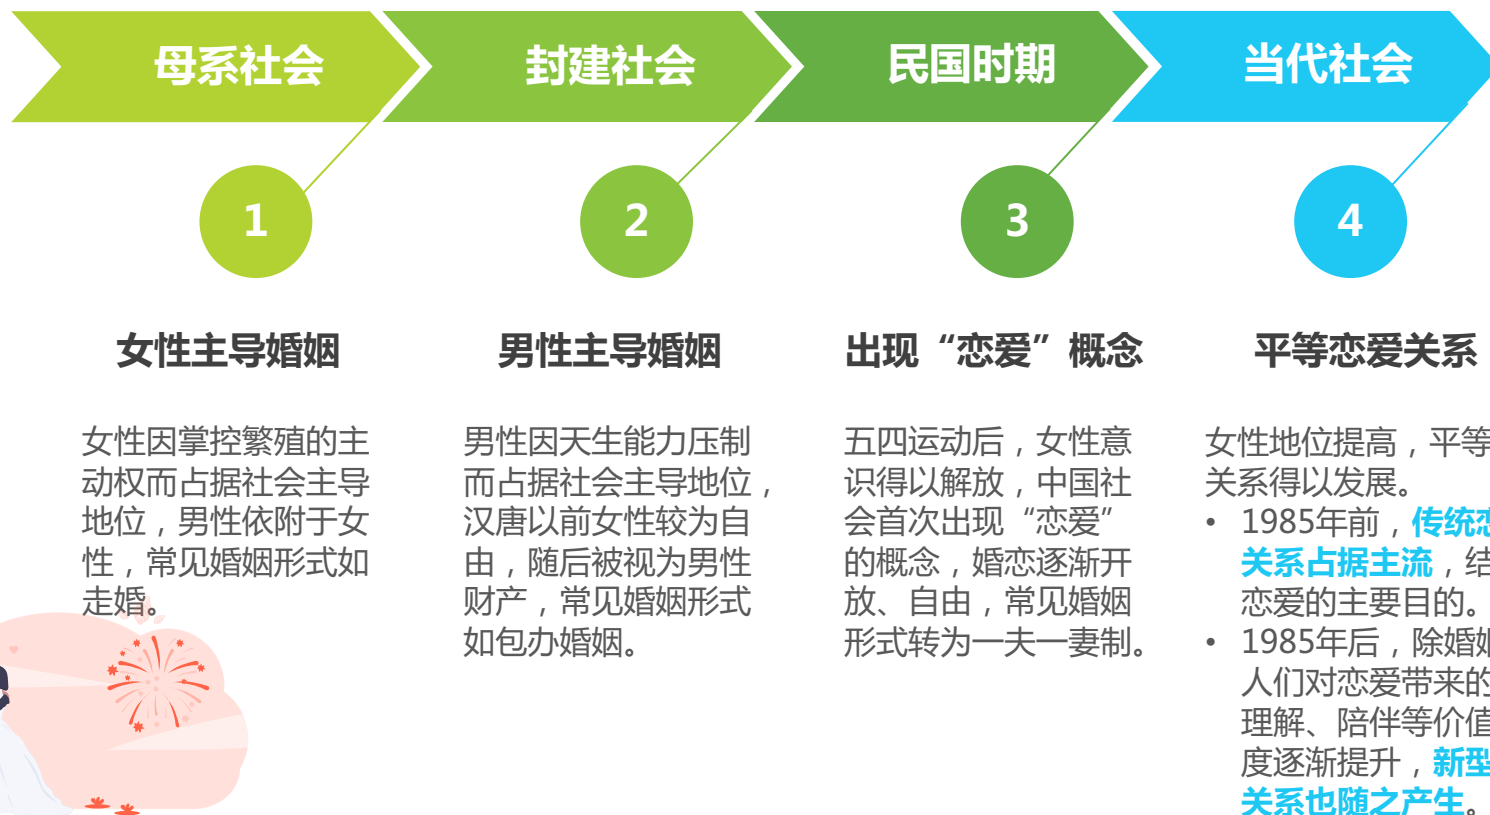 母系社会
封建社会
民国时期
当代社会
1
2
3
4
女性主导婚姻
男性主导婚姻
出现“恋爱”概念
平等恋爱关系
女性因掌控繁殖的主
动权而占据社会主导
地位，男性依附于女
性，常见婚姻形式如
走婚。
男性因天生能力压制
而占据社会主导地位，
汉唐以前女性较为自
由，随后被视为男性
财产，常见婚姻形式
如包办婚姻。
五四运动后，女性意
识得以解放，中国社
会首次出现“恋爱”
的概念，婚恋逐渐开
放、自由，常见婚姻
形式转为一夫一妻制。
女性地位提高，平等
关系得以发展。
• 1985年前，传统恋
关系占据主流，结
恋爱的主要目的。
• 1985年后，除婚姻
人们对恋爱带来的
理解、陪伴等价值
度逐渐提升，新型
关系也随之产生。